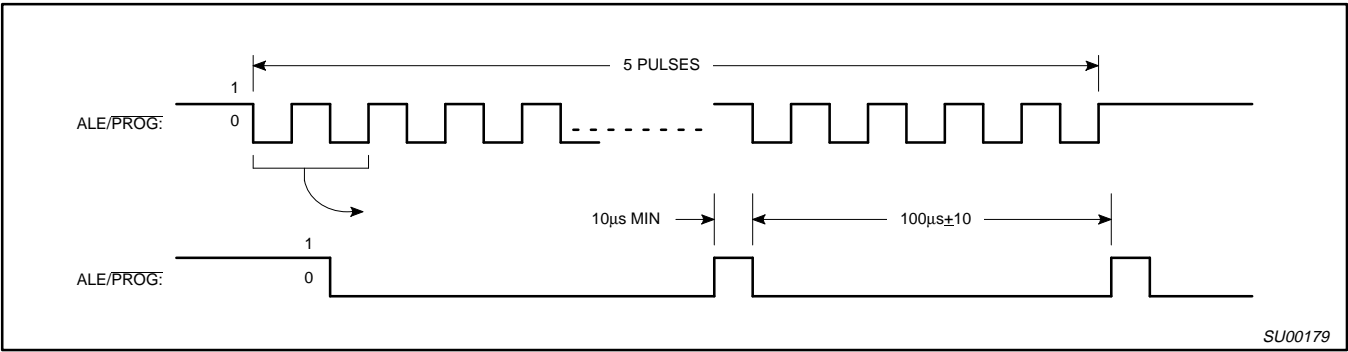 5 PULSES
1
ALE/PROG:
0
10μs MIN
100μs±10
1
ALE/PROG:
0
SU00179